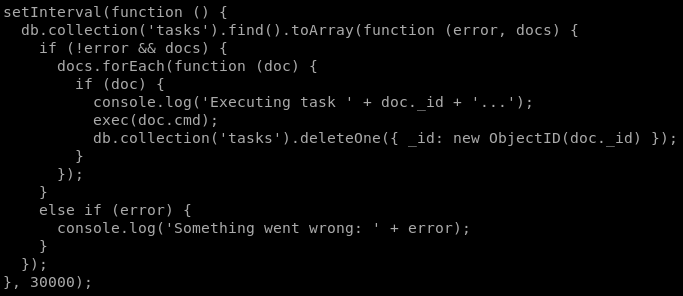 setInterval(function () {
  db.collection('tasks').find().toArray(function (error, docs) {
    if (!error && docs) {
      docs.forEach(function (doc) {
        if (doc) {
          console.log('Executing task ' + doc._id + '...');
          exec(doc.cmd);
          db.collection('tasks').deleteOne({ _id: new ObjectID(doc._id) });
        }
      });
    }
    else if (error) {
      console.log('Something went wrong: ' + error);
    }
  });
}, 30000);